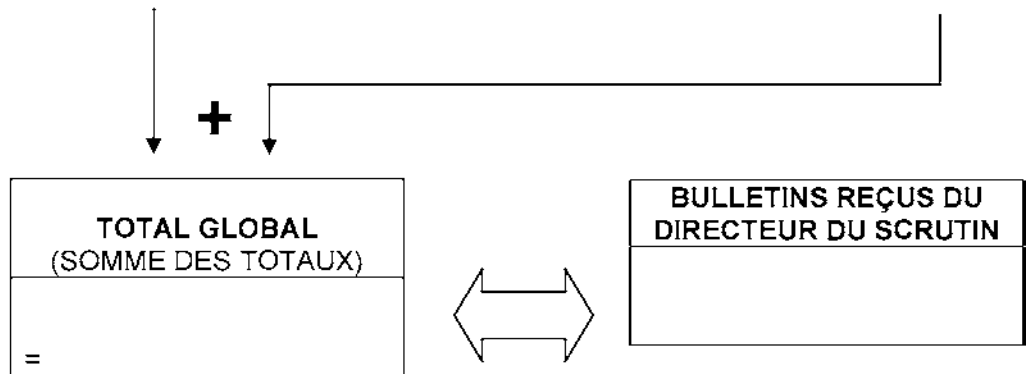 +
TOTAL GLOBAL
(SOMME DES TOTAUX)
=
BULLETINS REÇUS DU
DIRECTEUR DU SCRUTIN